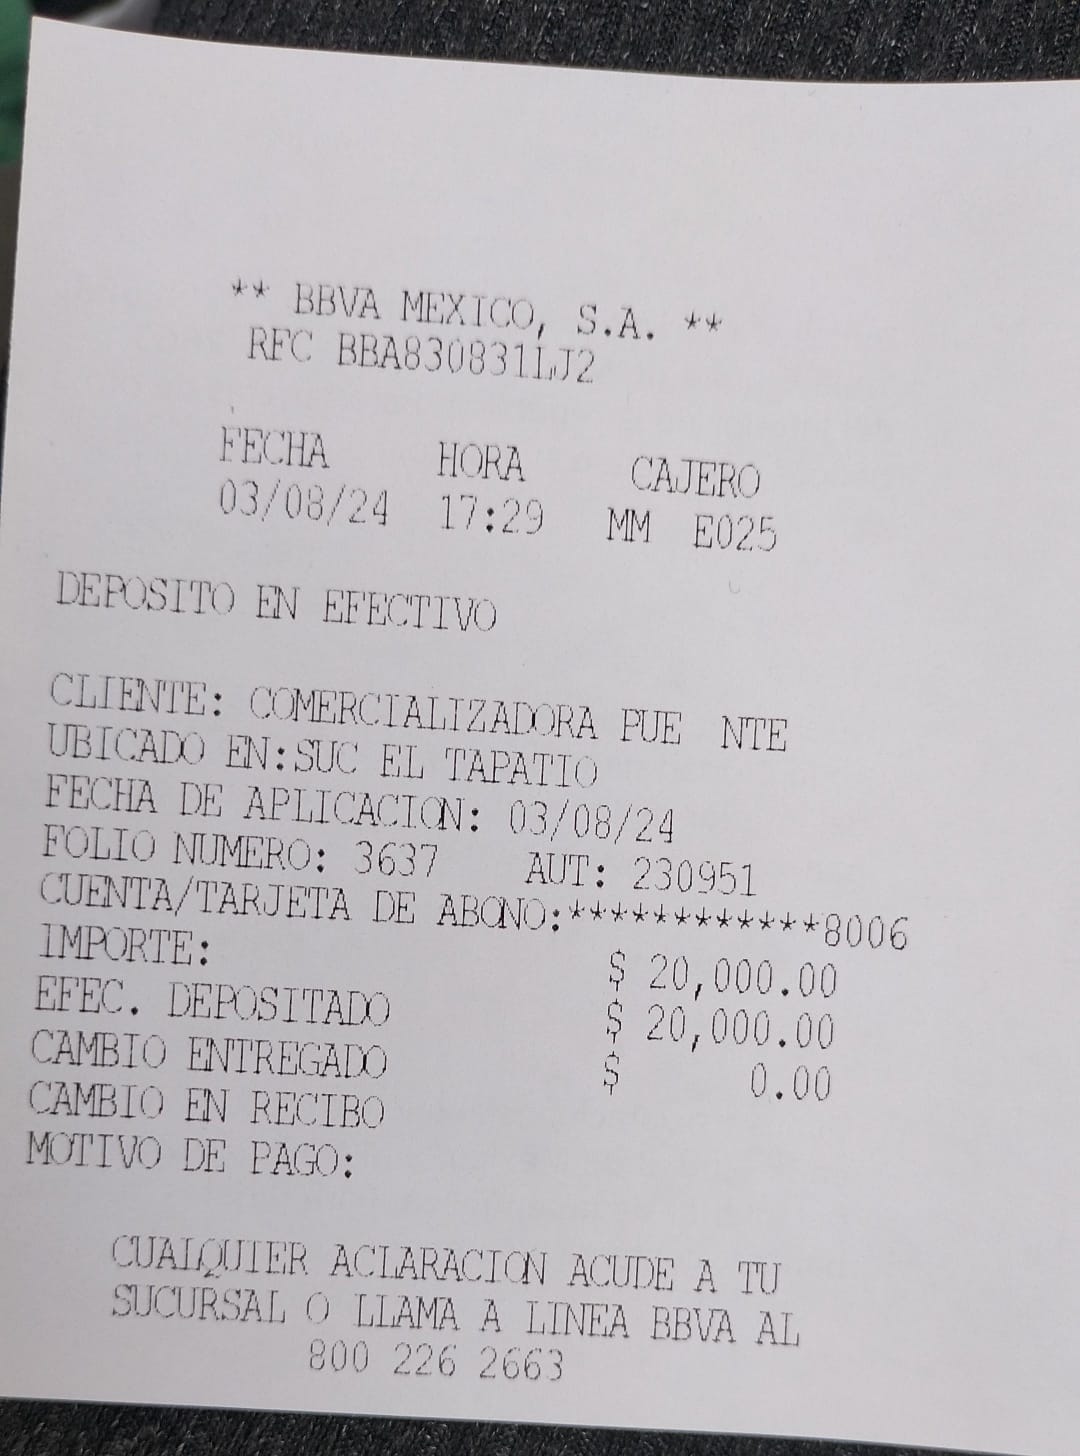 ** BBVA MEXICO, S.A. **
RFC BBA830831LJ2
FECHA HORA CAJERO
03/08/24 17:29 MM E025
DEPOSITO EN EFECTIVO
CLIENTE: COMERCIALIZADORA PUE NTE
UBICADO EN:SUC EL TAPATIO
FECHA DE APLICACION: 03/08/24
FOLIO NUMERO: 3637 AUT: 230951
CUENTA/TARJETA DE ABONO:************8006
IMPORTE: $ 20,000.00
EFEC. DEPOSITADO $ 20,000.00
CAMBIO ENTREGADO $ 0.00
CAMBIO EN RECIBO
MOTIVO DE PAGO:
CUALQUIER ACLARACION ACUDE A TU
SUCURSAL O LLAMA A LINEA BBVA AL
800 226 2663